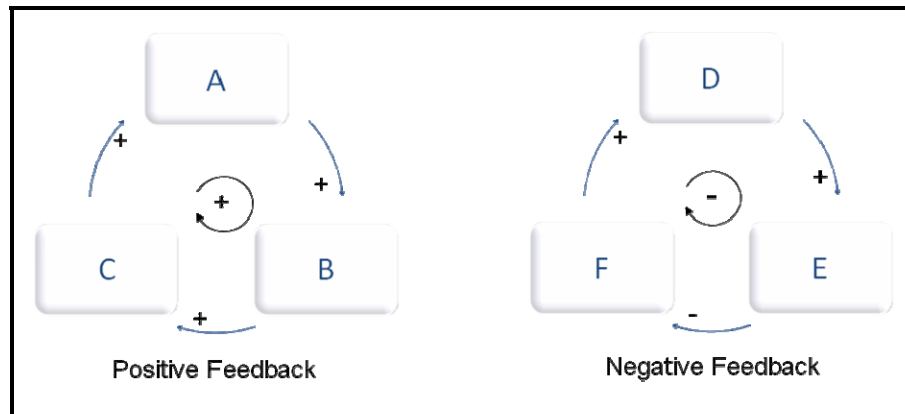 A
+
+
+
C
B
+
Positive Feedback
D
+
+
-
F
E
-
Negative Feedback